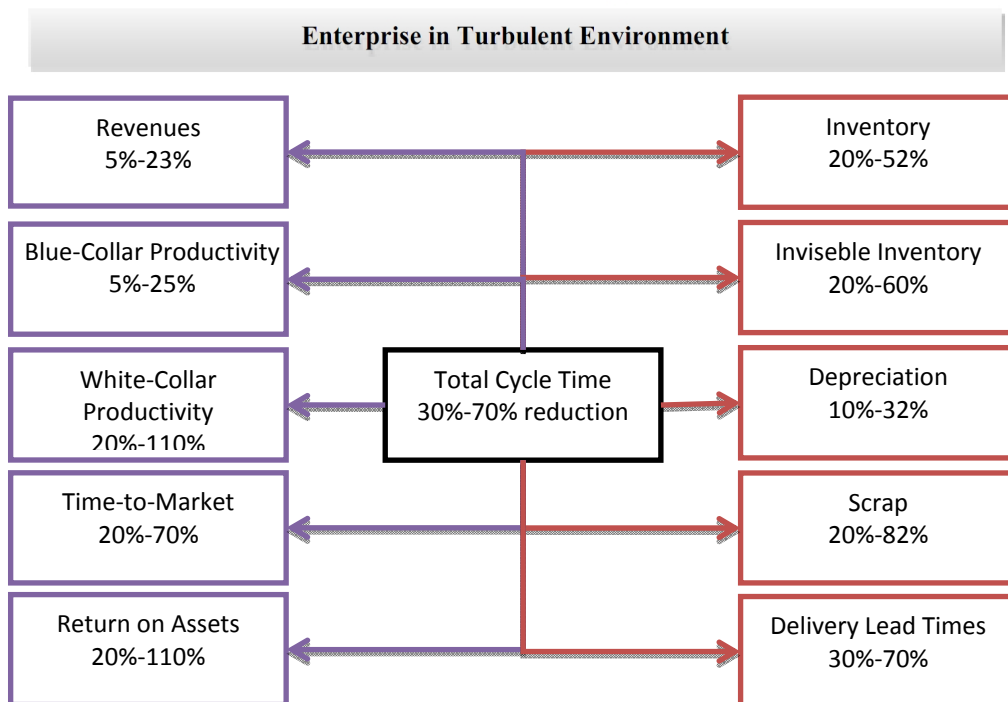 Enterprise in Turbulent Environment
Revenues
5%-23%
Blue-Collar Productivity
5%-25%
White-Collar
Productivity
20%-110%
Time-to-Market
20%-70%
Return on Assets
20%-110%
Total Cycle Time
30%-70% reduction
Inventory
20%-52%
Inviseble Inventory
20%-60%
Depreciation
10%-32%
Scrap
20%-82%
Delivery Lead Times
30%-70%